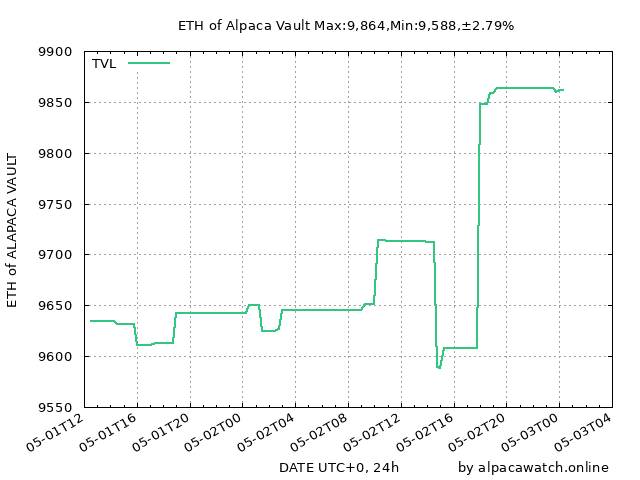 ETH of Alpaca Vault Max:9,864,Min:9,588,±2.79%
TVL
9900
9850
9800
9750
9700
9650
9600
9550
ETH of ALAPACA VAULT
05-01T12
05-01T16
05-01T20
05-02T00
05-02T04
05-02T08
05-02T12
05-02T16
05-02T20
05-03T00
05-03T04
DATE UTC+0, 24h
by alpacawatch.online